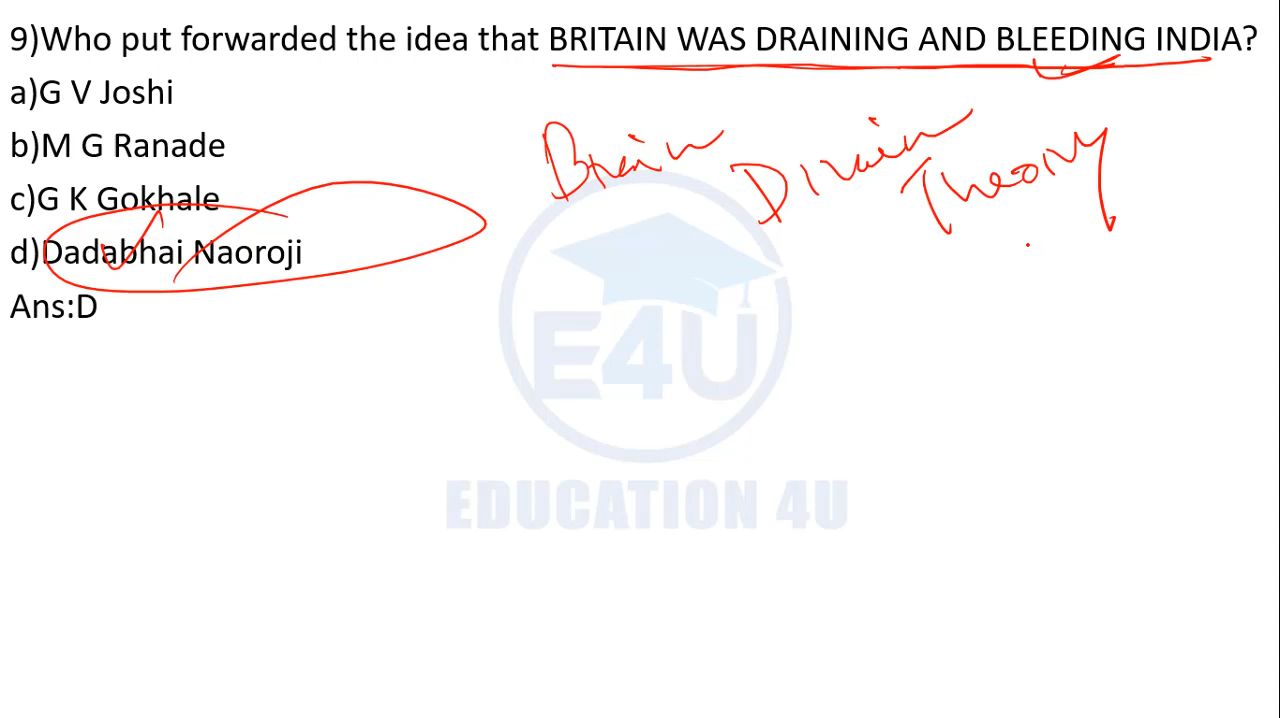 9)Who put forwarded the idea that BRITAIN WAS DRAINING AND BLEEDING INDIA?
a)G V Joshi
b)M G Ranade
c)G K Gokhale
d)Dadabhai Naoroji
Ans:D
Brain Drain Theory
E4U
EDUCATION 4U